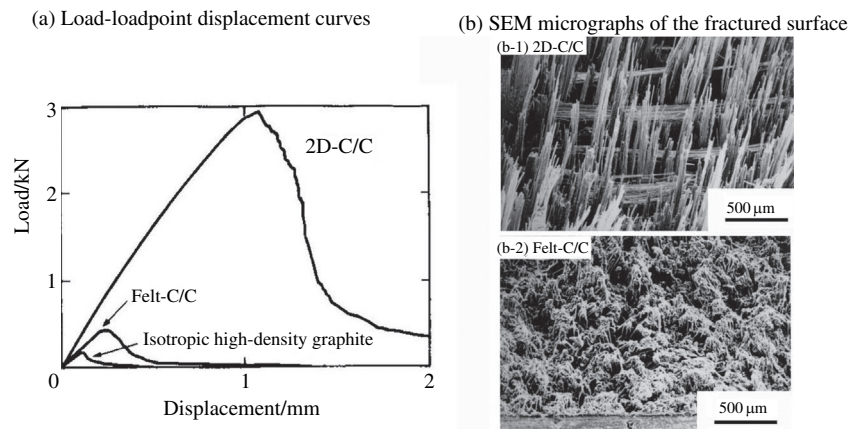 (a) Load-loadpoint displacement curves
3
2
1
0
1
2
Load/kN
Displacement/mm
2D-C/C
Felt-C/C
Isotropic high-density graphite
(b) SEM micrographs of the fractured surface
(b-1) 2D-C/C
500 μm
(b-2) Felt-C/C
500 μm